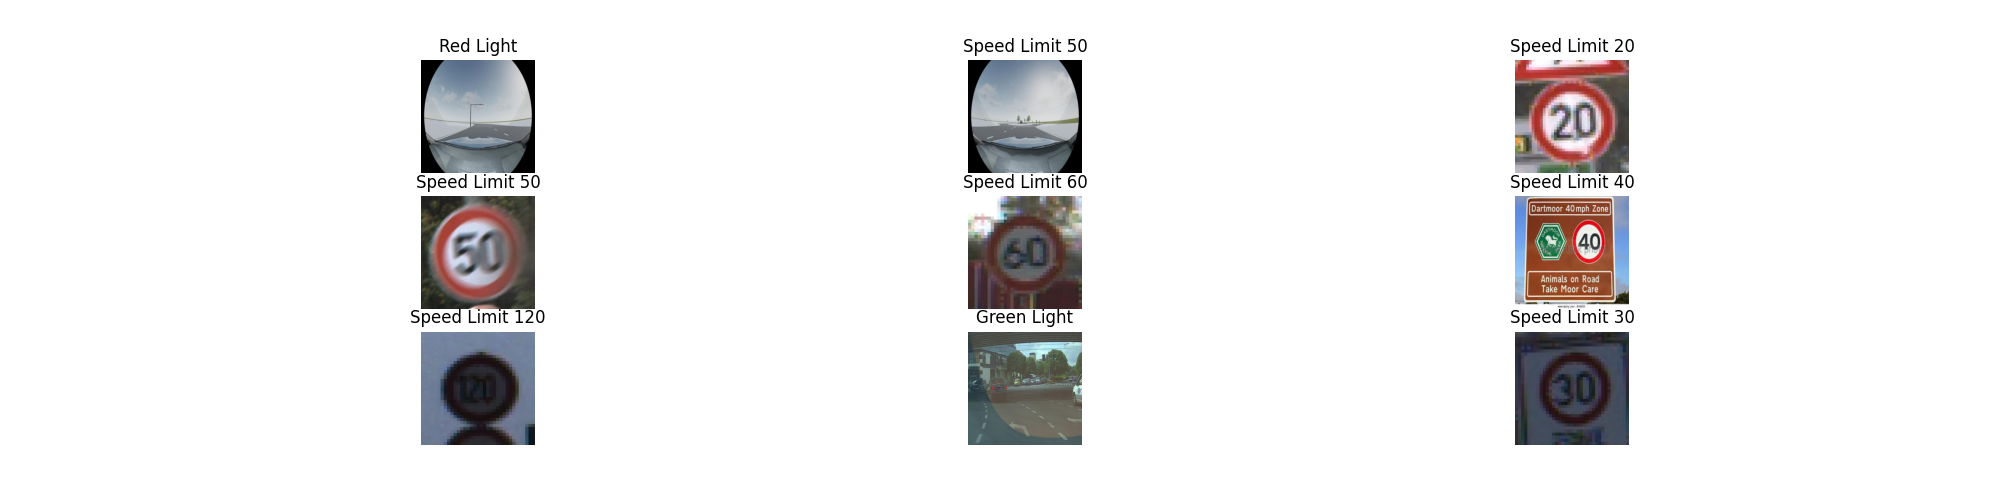 Red Light
Speed Limit 50
Speed Limit 20
20
Speed Limit 50
Speed Limit 60
Speed Limit 40
50
60
Dartmoor 40 mph Zone
40
Animals on Road
Take Moor Care
Speed Limit 120
Green Light
Speed Limit 30
120
30